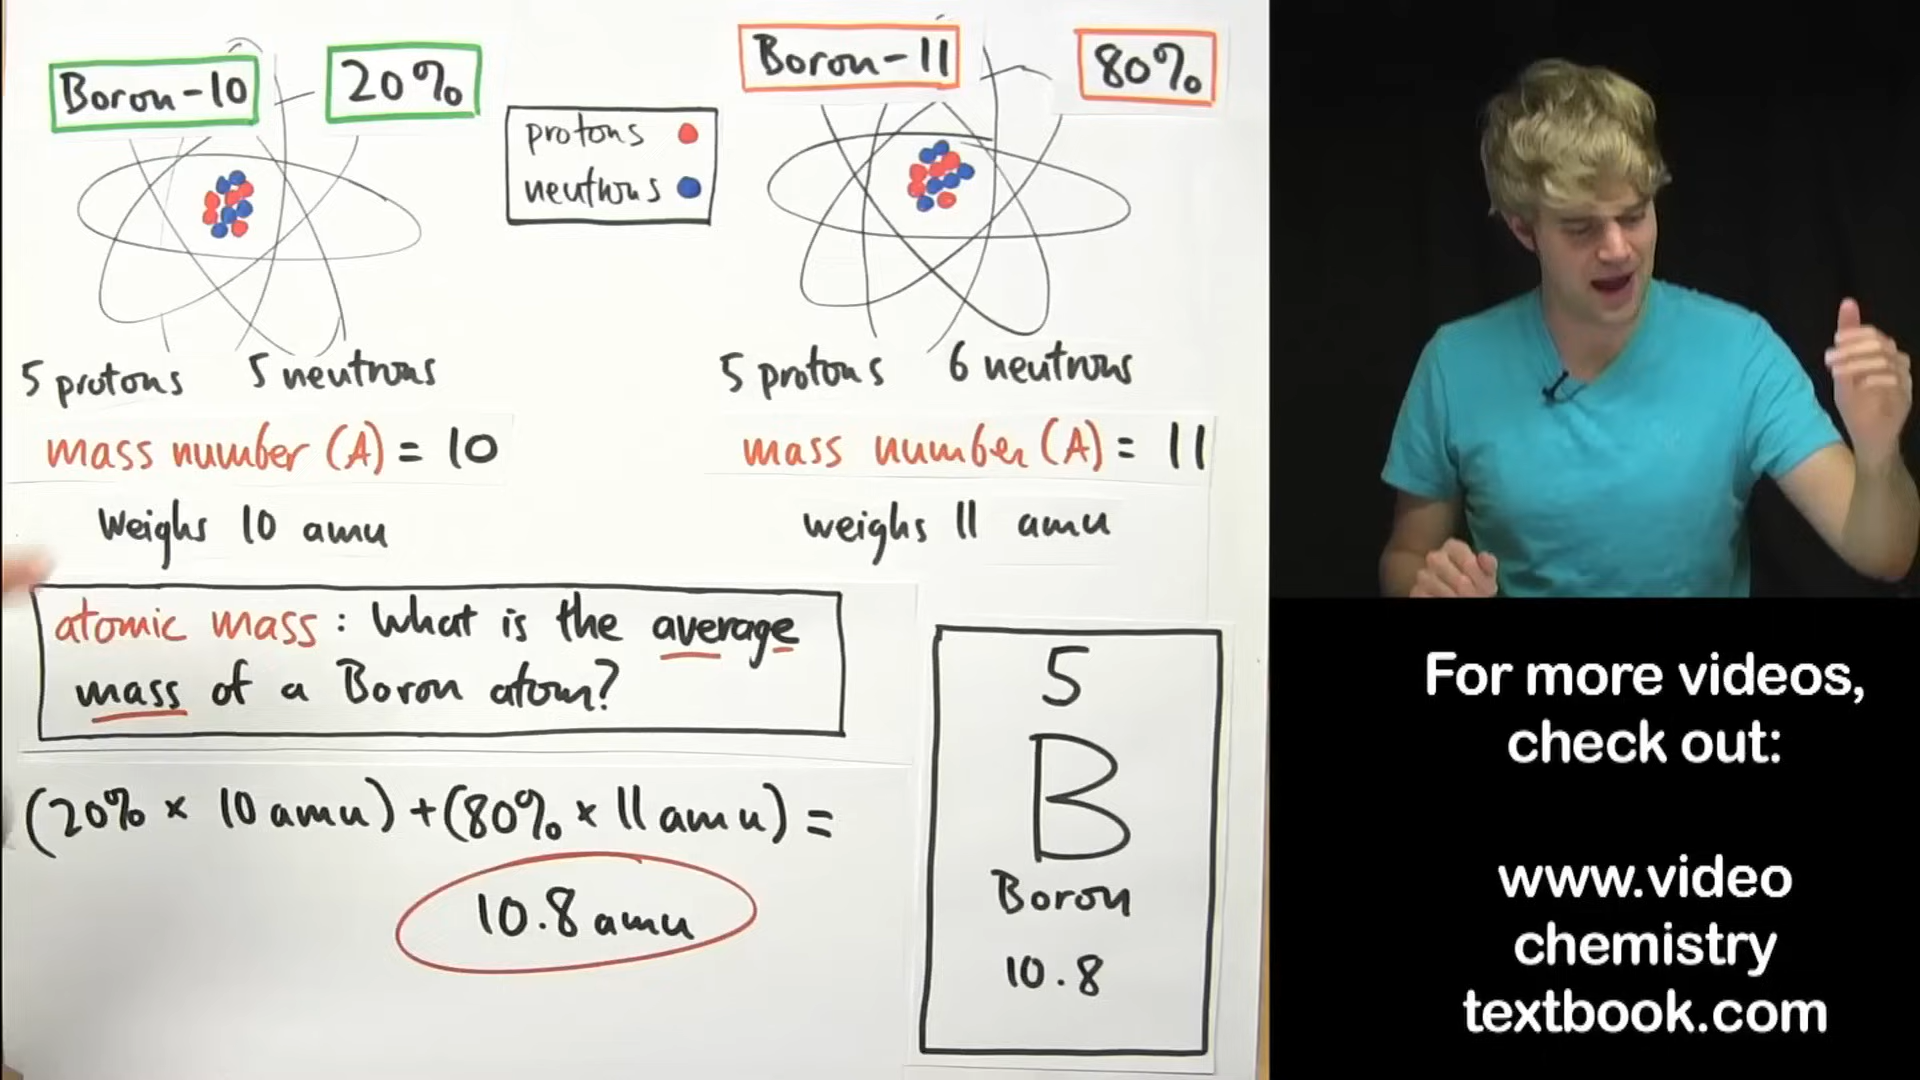 Boron-10
20%
Boron-11
80%
protons
neutrons
5 protons 5 neutrons
5 protons 6 neutrons
mass number (A) = 10
mass number (A) = 11
Weighs 10 amu
weighs 11 amu
atomic mass: What is the average
mass of a Boron atom?
(20% × 10 amu) + (80% × 11 amu) =
10.8 amu
5
B
Boron
10.8
For more videos,
check out:
www.video
chemistry
textbook.com